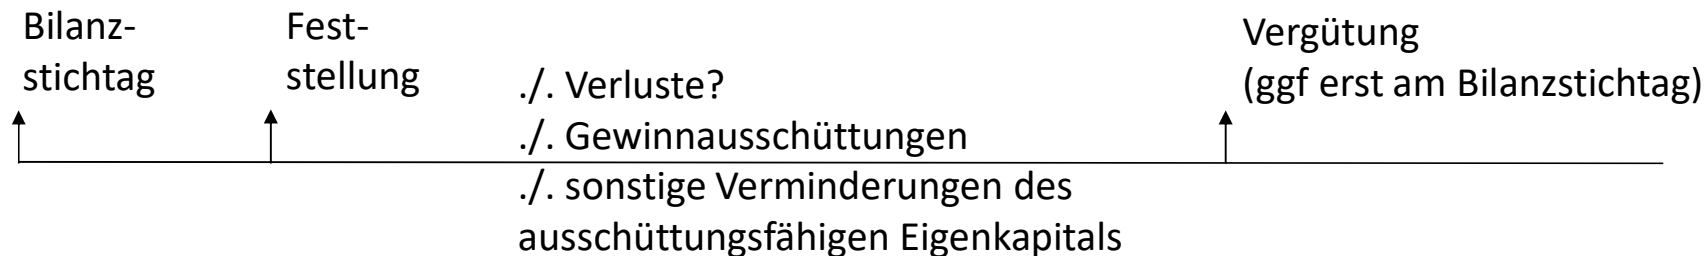 Bilanz-
stichtag
Fest-
stellung
./. Verluste?
./. Gewinnausschüttungen
./. sonstige Verminderungen des
ausschüttungsfähigen Eigenkapitals
Vergütung
(ggf erst am Bilanzstichtag)